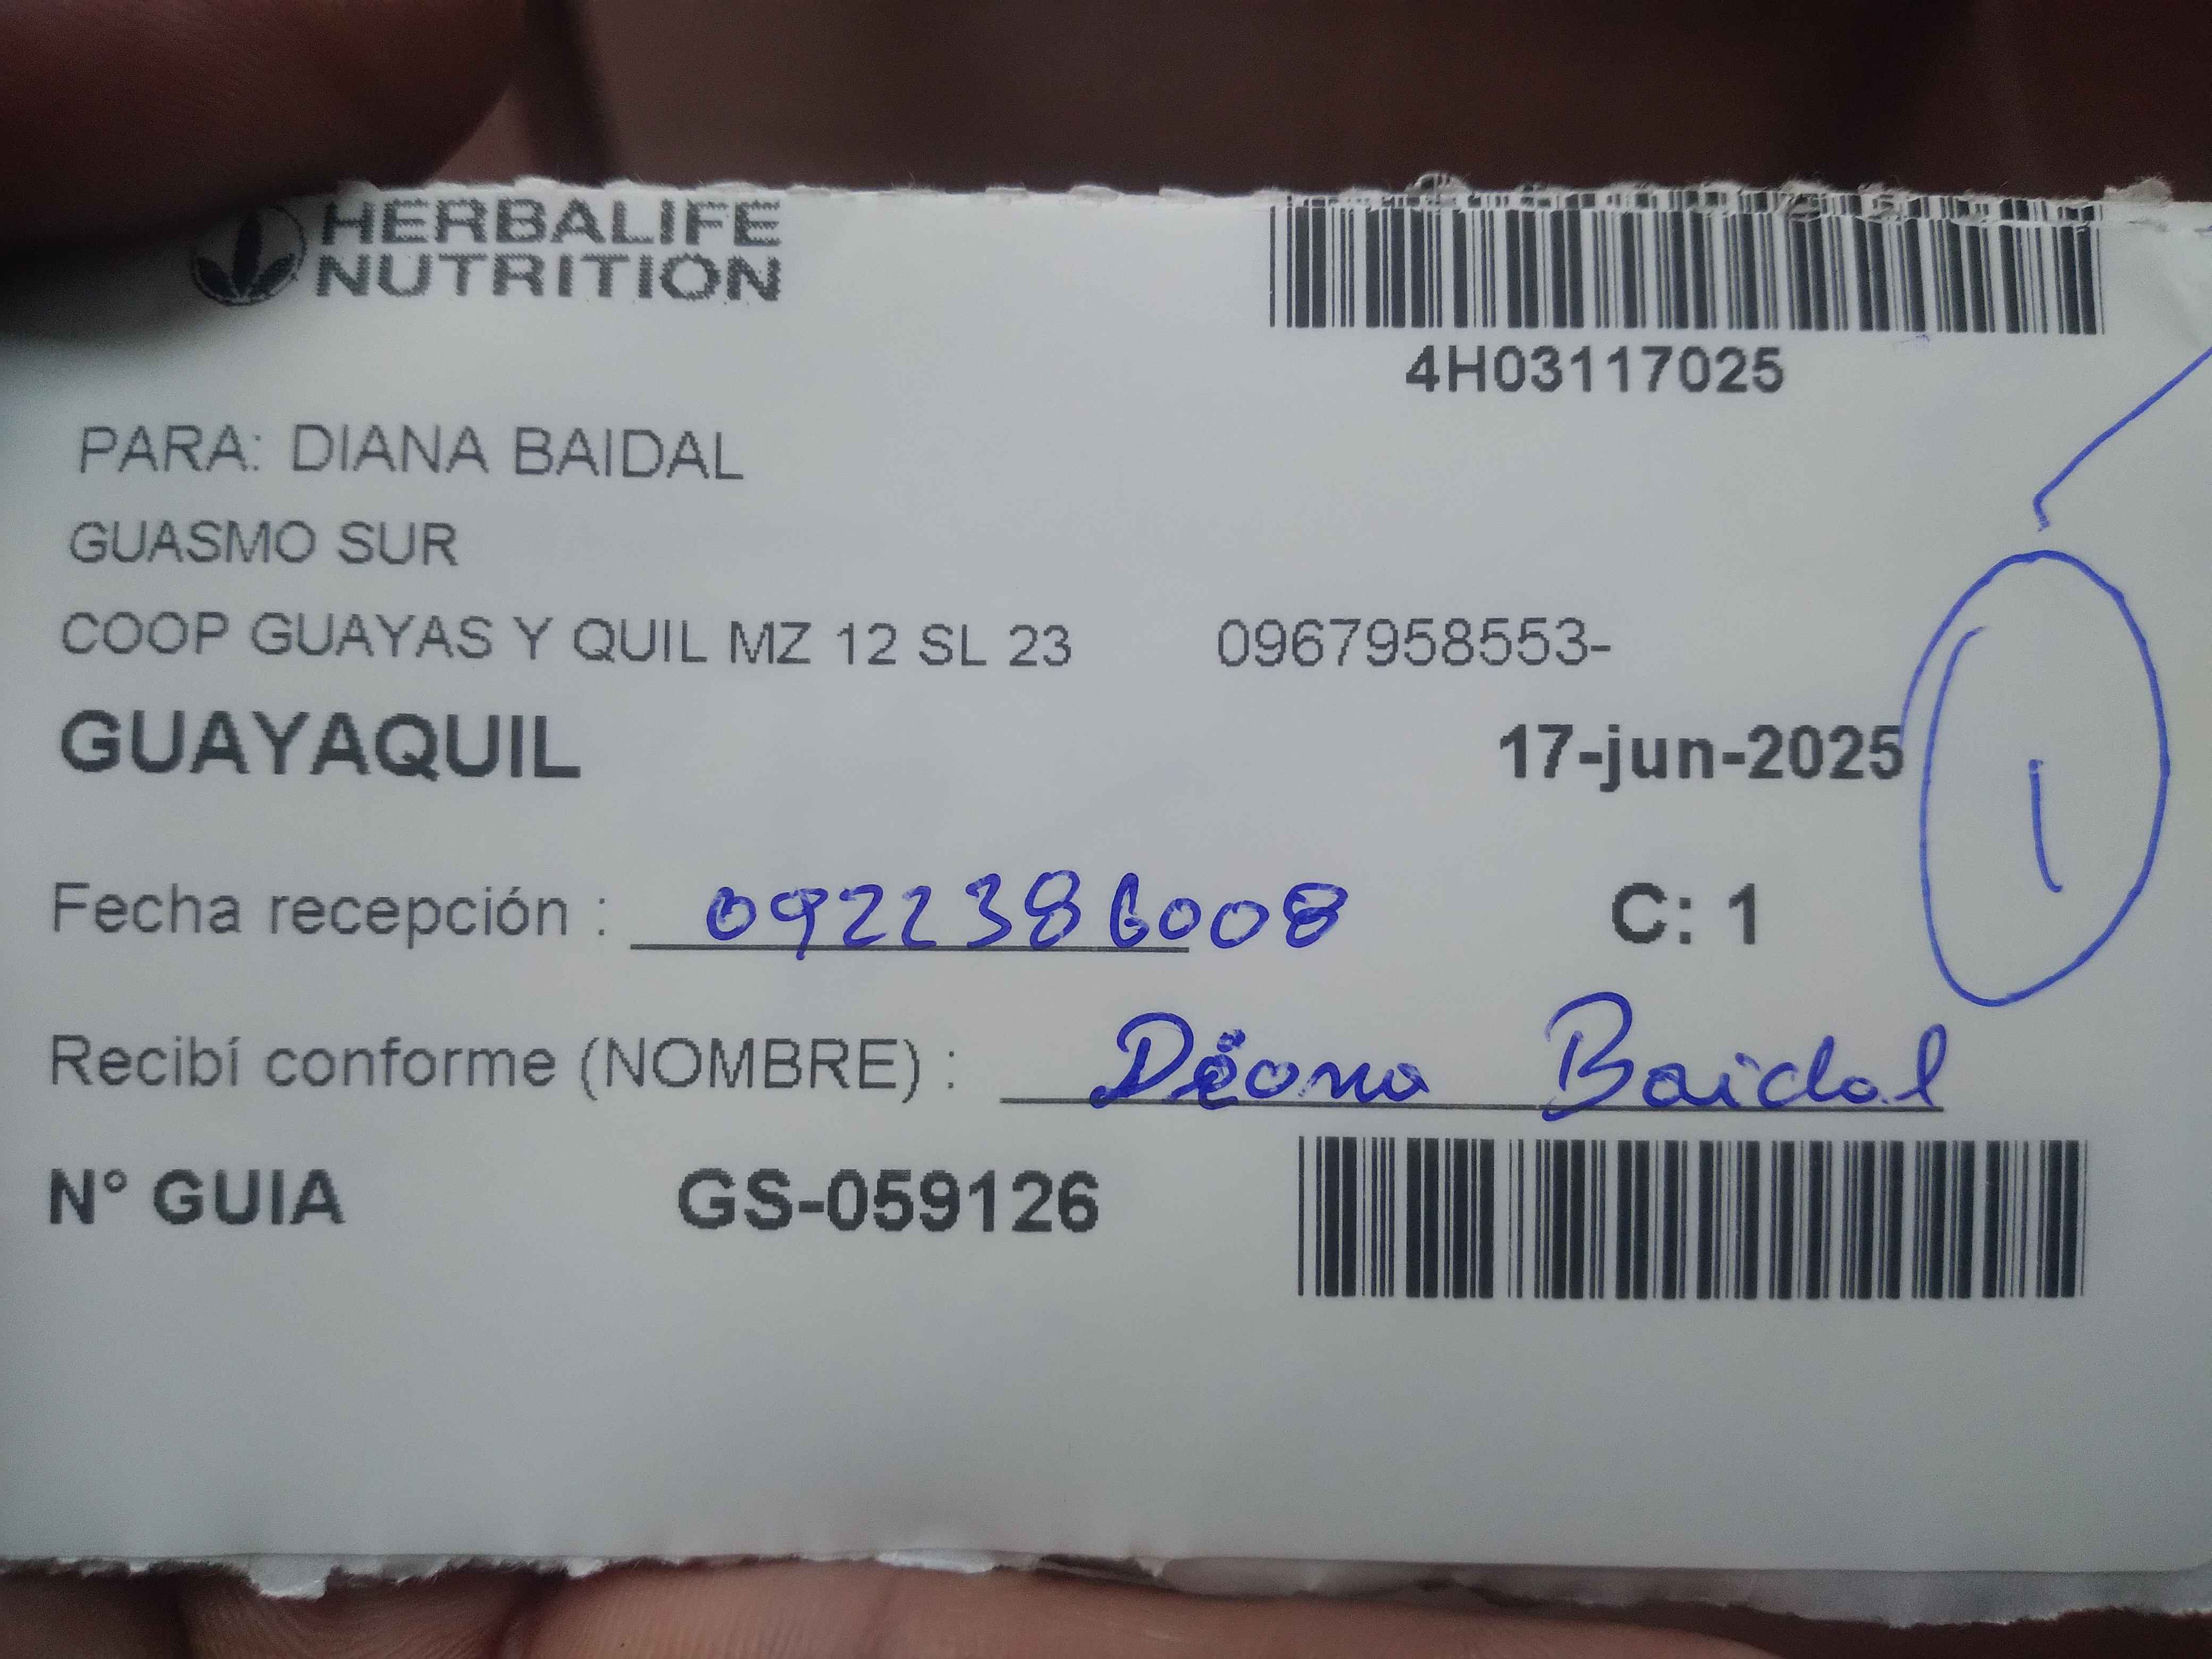 HERBALIFE
NUTRITION
4H03117025
PARA: DIANA BAIDAL
GUASMO SUR
COOP GUAYAS Y QUIL MZ 12 SL 23 0967958553-
GUAYAQUIL 17-jun-2025
1
Fecha recepción : 0922386008 C: 1
Recibí conforme (NOMBRE) : Diana Baidal
N° GUIA GS-059126